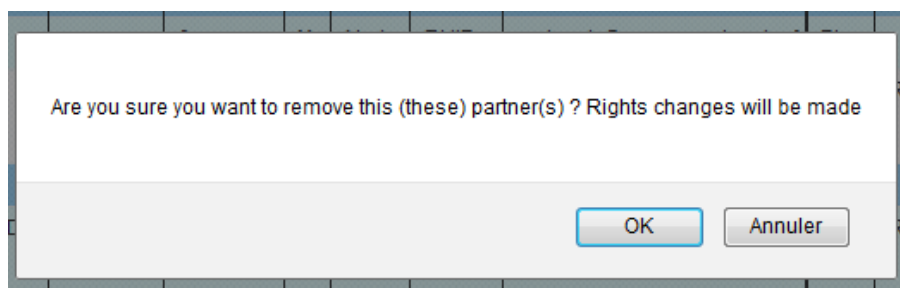 Are you sure you want to remove this (these) partner(s) ? Rights changes will be made
OK
Annuler